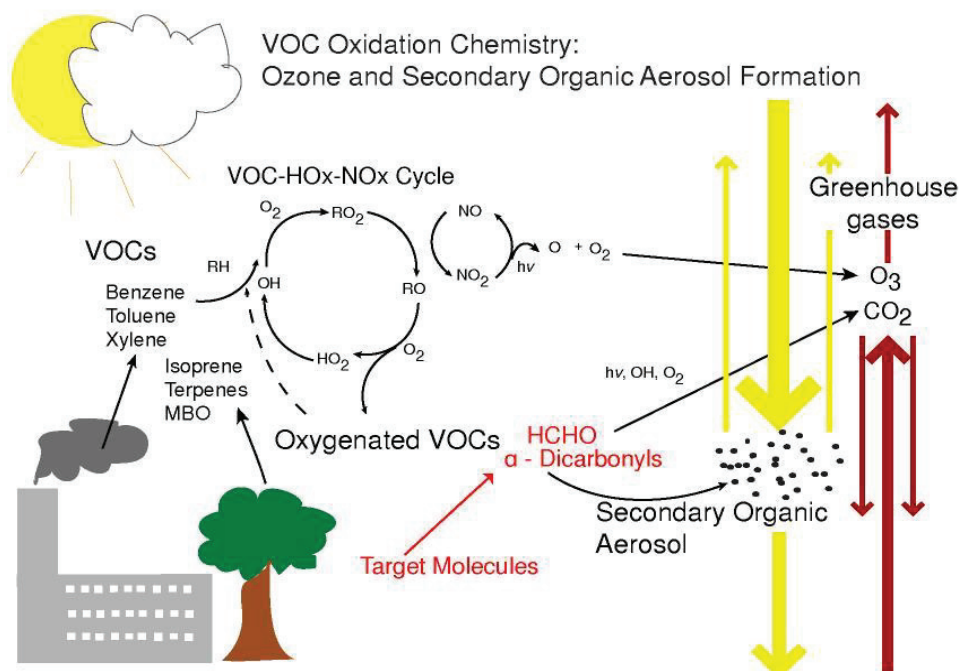 VOC Oxidation Chemistry:
Ozone and Secondary Organic Aerosol Formation
VOC-HOx-NOx Cycle
Greenhouse
gases
VOCs
RH
O2
RO2
OH
RO
HO2
O2
NO
NO2
hν
O + O2
O3
CO2
Benzene
Toluene
Xylene
Isoprene
Terpenes
MBO
hν, OH, O2
Oxygenated VOCs
HCHO
α - Dicarbonyls
Secondary Organic
Aerosol
Target Molecules